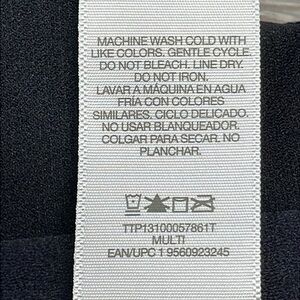 MACHINE WASH COLD WITH
LIKE COLORS. GENTLE CYCLE.
DO NOT BLEACH. LINE DRY.
DO NOT IRON.
LAVAR A MÁQUINA EN AGUA
FRÍA CON COLORES
SIMILARES. CICLO DELICADO.
NO USAR BLANQUEADOR.
COLGAR PARA SECAR. NO
PLANCHAR.
TTP13100057861T
MULTI
EAN/UPC 1 9560923245